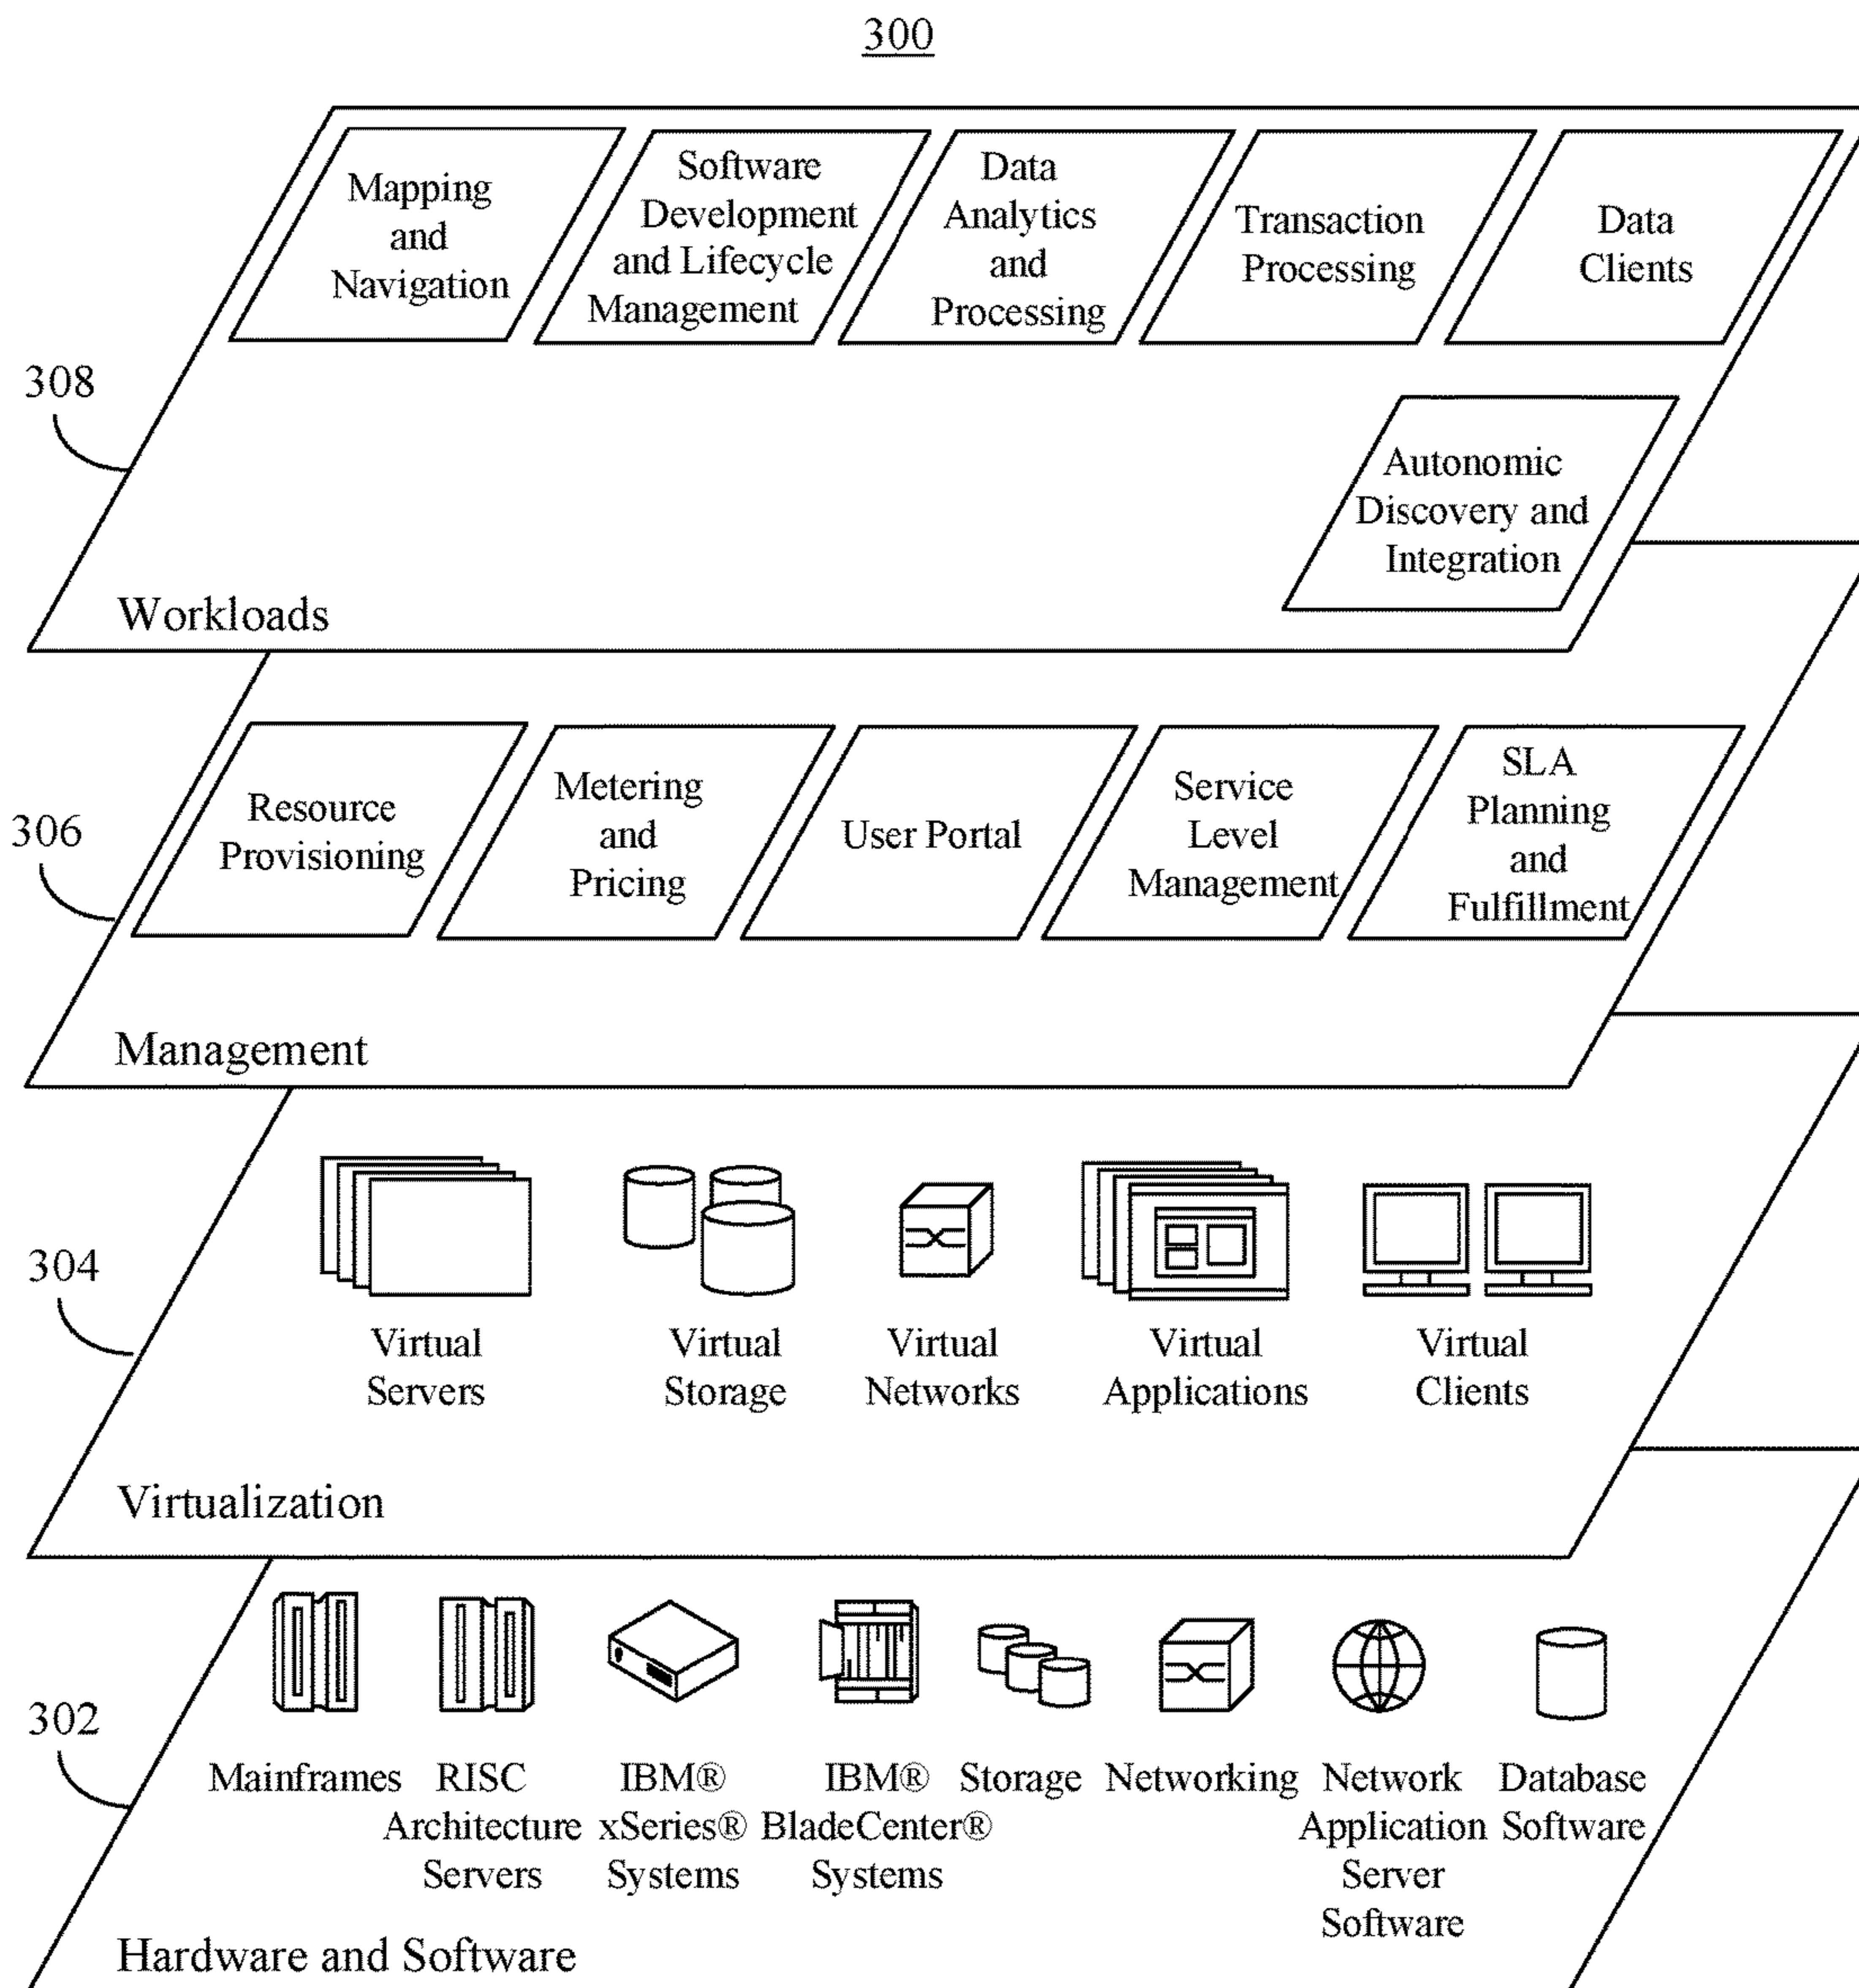 300
Mapping
and
Navigation
Software
Development
and Lifecycle
Management
Data
Analytics
and
Processing
Transaction
Processing
Data
Clients
308
Autonomic
Discovery and
Integration
Workloads
Resource
Provisioning
Metering
and
Pricing
User Portal
Service
Level
Management
SLA
Planning
and
Fulfillment
306
Management
304
Virtual
Servers
Virtual
Storage
Virtual
Networks
Virtual
Applications
Virtual
Clients
Virtualization
302
Mainframes
RISC
Architecture
Servers
IBM®
xSeries®
Systems
IBM®
BladeCenter®
Systems
Storage
Networking
Network
Application
Server
Software
Database
Software
Hardware and Software